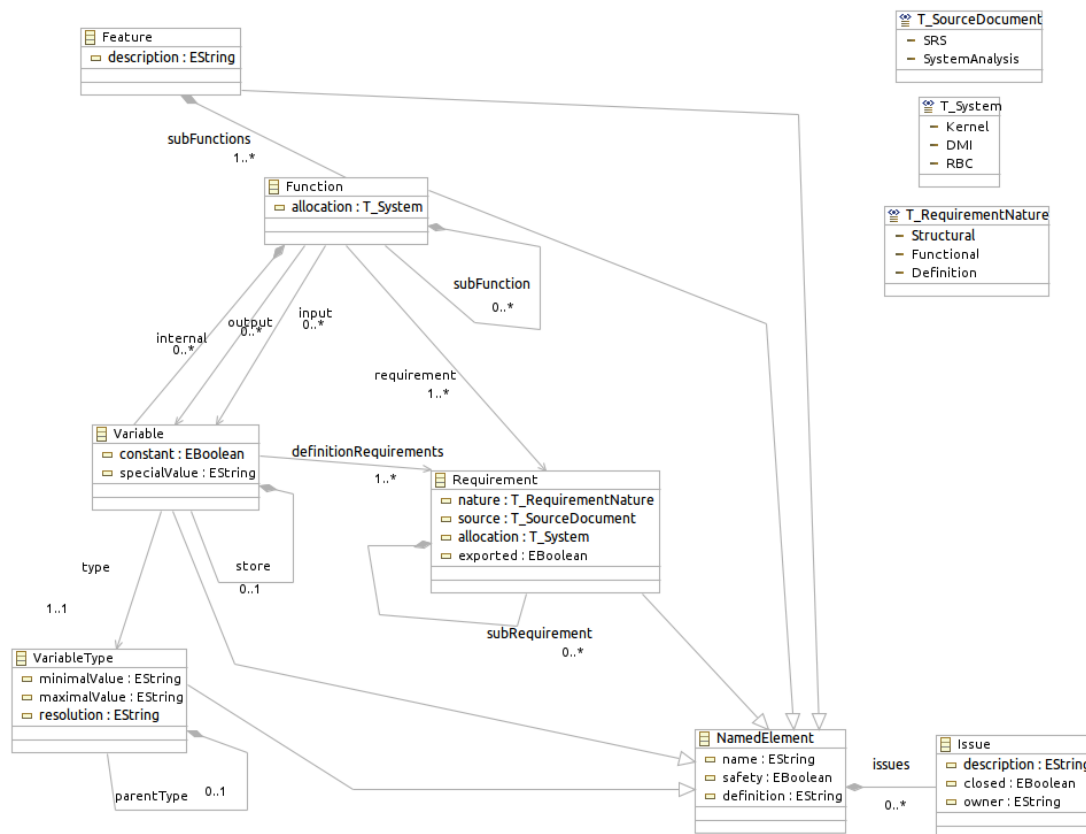 Feature
description : EString
T_SourceDocument
SRS
SystemAnalysis
T_System
Kernel
DMI
RBC
T_RequirementNature
Structural
Functional
Definition
subFunctions
1..*
Function
allocation : T_System
subFunction
0..*
internal
0..*
output
0..*
input
0..*
requirement
1..*
Variable
constant : EBoolean
specialValue : EString
definitionRequirements
1..*
Requirement
nature : T_RequirementNature
source : T_SourceDocument
allocation : T_System
exported : EBoolean
type
1..1
store
0..1
subRequirement
0..*
VariableType
minimalValue : EString
maximalValue : EString
resolution : EString
parentType
0..1
NamedElement
name : EString
safety : EBoolean
definition : EString
issues
0..*
Issue
description : EString
closed : EBoolean
owner : EString